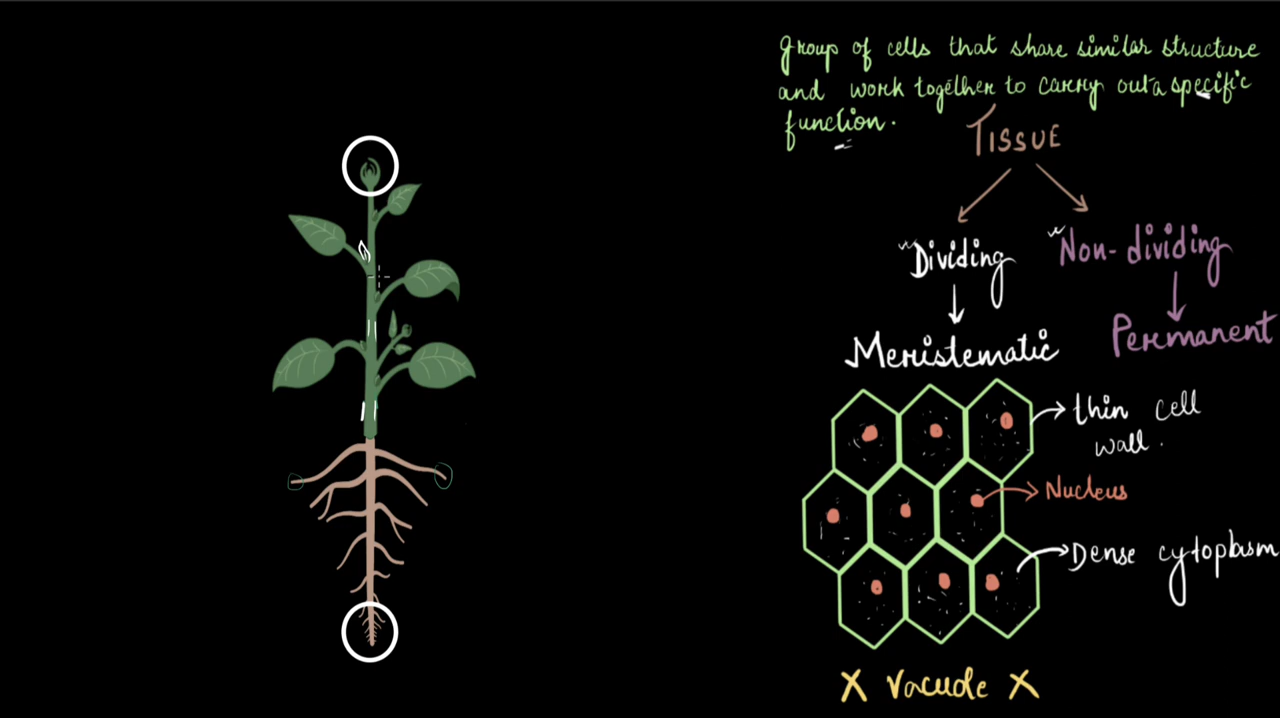 Group of cells that share similar structure
and work together to carry out a specific
function.
TISSUE
"Dividing
"Non-dividing
Meristematic
Permanent
thin cell
wall.
Nucleus
Dense cytoplasm
X Vacuole X